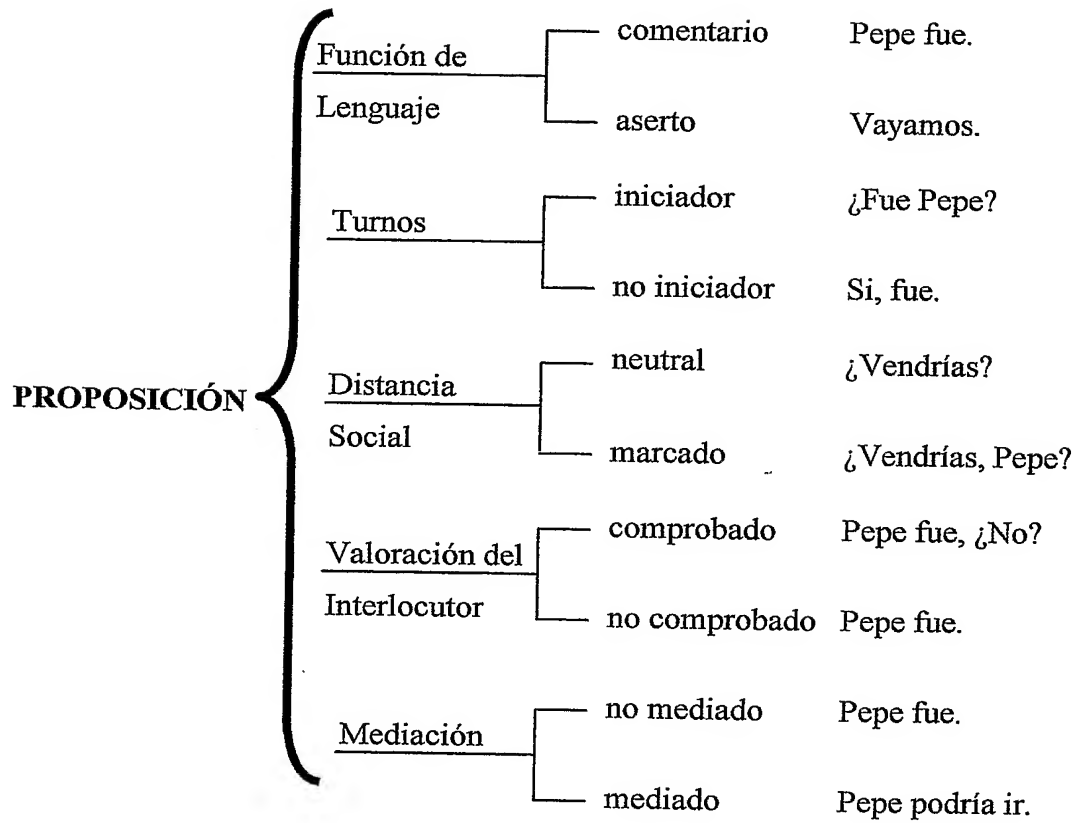 comentario Pepe fue.
Función de
Lenguaje
aserto Vayamos.
iniciador ¿Fue Pepe?
Turnos
no iniciador Si, fue.
neutral ¿Vendrías?
PROPOSICIÓN
Distancia
Social
marcado ¿Vendrías, Pepe?
comprobado Pepe fue, ¿No?
Valoración del
Interlocutor
no comprobado Pepe fue.
no mediado Pepe fue.
Mediación
mediado Pepe podría ir.